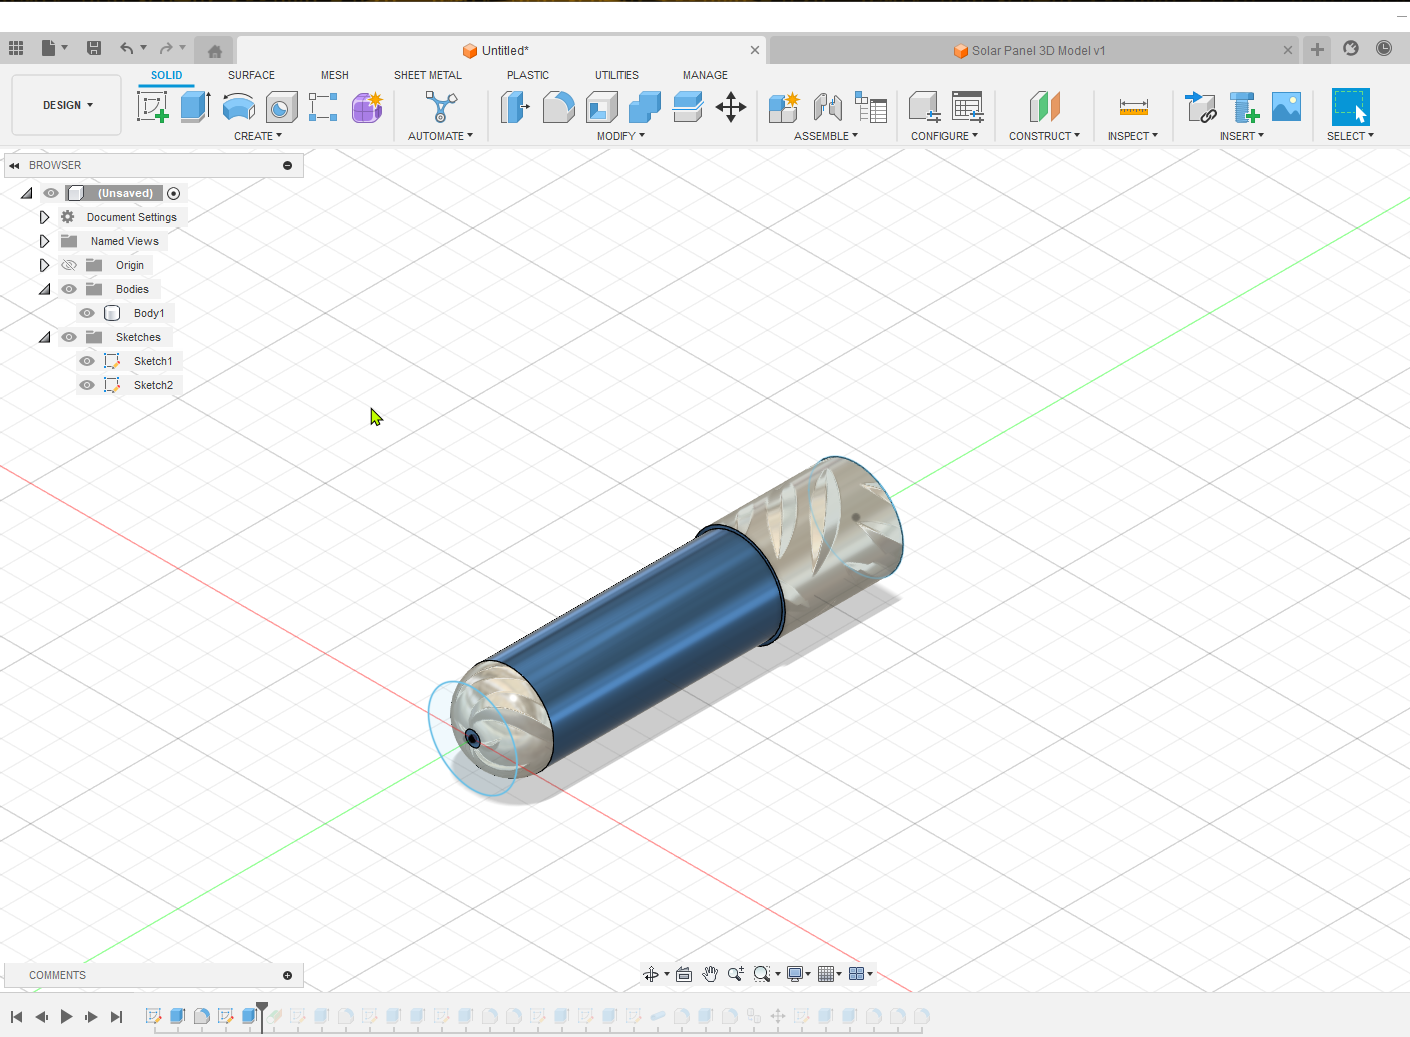 Untitled*
Solar Panel 3D Model v1
DESIGN
SOLID
SURFACE
MESH
SHEET METAL
PLASTIC
UTILITIES
MANAGE
CREATE
AUTOMATE
MODIFY
ASSEMBLE
CONFIGURE
CONSTRUCT
INSPECT
INSERT
SELECT
BROWSER
(Unsaved)
Document Settings
Named Views
Origin
Bodies
Body1
Sketches
Sketch1
Sketch2
COMMENTS